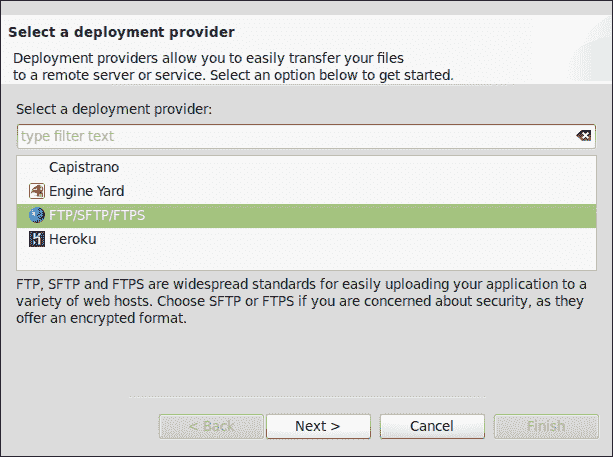 Select a deployment provider
Deployment providers allow you to easily transfer your files
to a remote server or service. Select an option below to get started.
Select a deployment provider:
type filter text
Capistrano
Engine Yard
FTP/SFTP/FTPS
Heroku
FTP, SFTP and FTPS are widespread standards for easily uploading your application to a
variety of web hosts. Choose SFTP or FTPS if you are concerned about security, as they
offer an encrypted format.
< Back Next > Cancel Finish